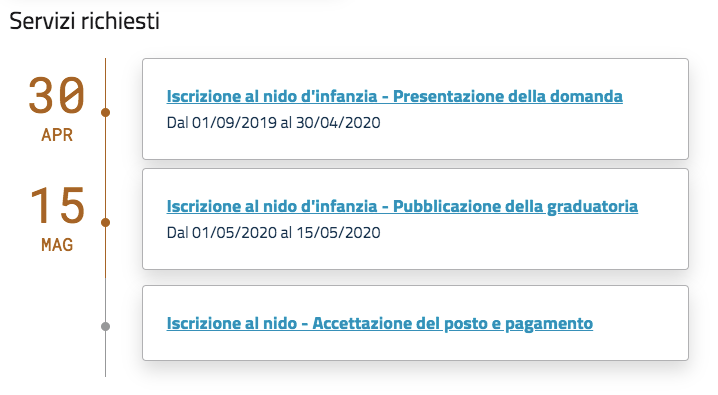 Servizi richiesti
30
APR
Iscrizione al nido d'infanzia - Presentazione della domanda
Dal 01/09/2019 al 30/04/2020
15
MAG
Iscrizione al nido d'infanzia - Pubblicazione della graduatoria
Dal 01/05/2020 al 15/05/2020
Iscrizione al nido - Accettazione del posto e pagamento